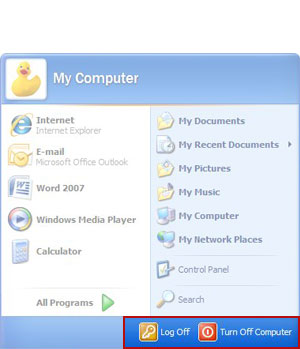 My Computer
Internet
Internet Explorer
E-mail
Microsoft Office Outlook
Word 2007
Windows Media Player
Calculator
All Programs
My Documents
My Recent Documents
My Pictures
My Music
My Computer
My Network Places
Control Panel
Search
Log Off
Turn Off Computer